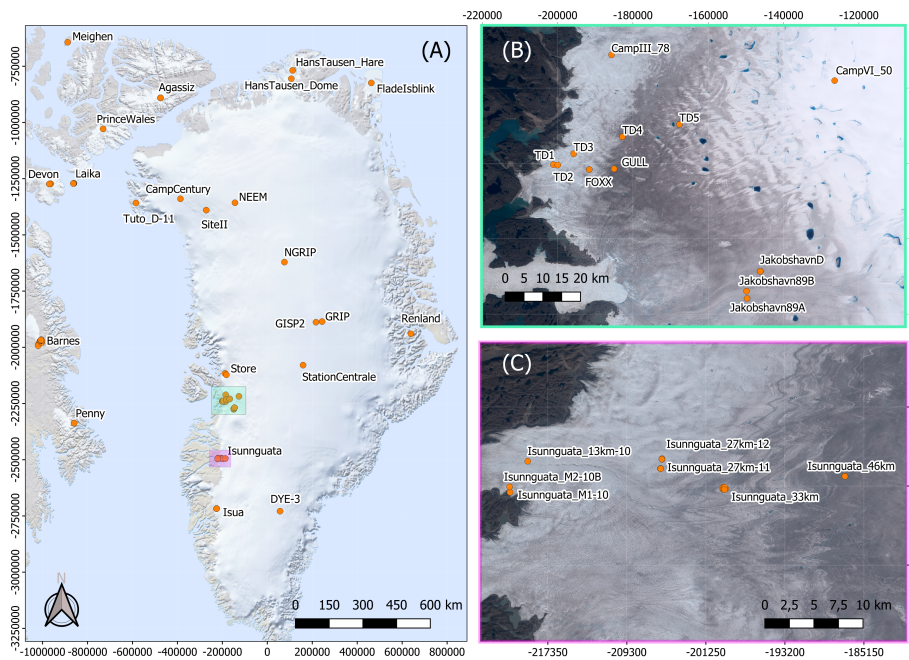 -220000 -200000 -180000 -160000 -140000 -120000
(A)
Meighen
HansTausen_Hare
HansTausen_Dome
FladeIsblink
Agassiz
PrinceWales
Devon
Laika
CampCentury
NEEM
Tuto_D-11
SiteII
NGRIP
GISP2
GRIP
Renland
Barnes
Store
StationCentrale
Penny
Isunnguata
DYE-3
Isua
N
0 150 300 450 600 km
-750000
-1000000
-1250000
-1500000
-1750000
-2000000
-2250000
-2500000
-2750000
-3000000
-3250000
-1000000 -800000 -600000 -400000 -200000 0 200000 400000 600000 800000
(B)
CampIII_78
CampVI_50
TD5
TD4
TD3
TD1
TD2
GULL
FOXX
JakobshavnD
Jakobshavn89B
Jakobshavn89A
0 5 10 15 20 km
(C)
Isunnguata_27km-12
Isunnguata_13km-10
Isunnguata_27km-11
Isunnguata_46km
Isunnguata_M2-10B
Isunnguata_M1-10
Isunnguata_33km
0 2,5 5 7,5 10 km
-217350 -209300 -201250 -193200 -185150